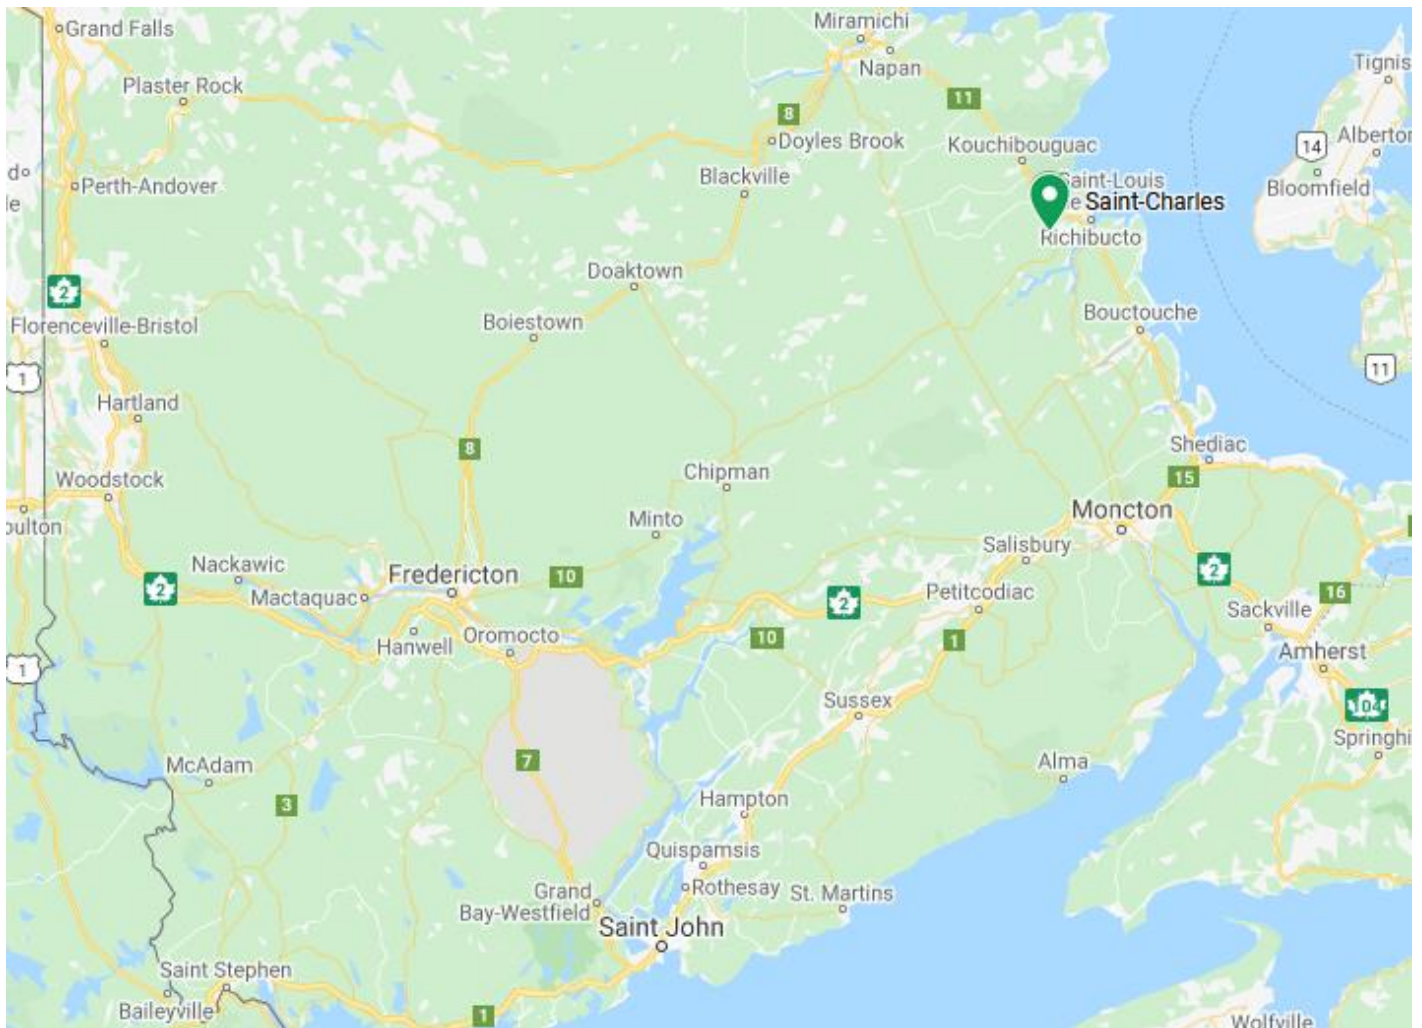 Grand Falls
Miramichi
Napan
Tignis
Plaster Rock
11
8
Doyles Brook
Alberton
14
Kouchibouguac
Perth-Andover
Blackville
Saint-Louis
Bloomfield
Saint-Charles
Richibucto
Doaktown
2
Florenceville-Bristol
Boiestown
Bouctouche
1
11
Hartland
8
Shediac
Woodstock
Chipman
15
oulton
Minto
Moncton
Salisbury
Nackawic
Fredericton
10
2
2
Mactaquac
2
Petitcodiac
16
Sackville
Hanwell
Oromocto
10
1
Amherst
1
Sussex
104
Springhi
McAdam
7
Alma
3
Hampton
Quispamsis
Rothesay
St. Martins
Grand
Bay-Westfield
Saint John
Saint Stephen
Baileyville
1
Wolfville